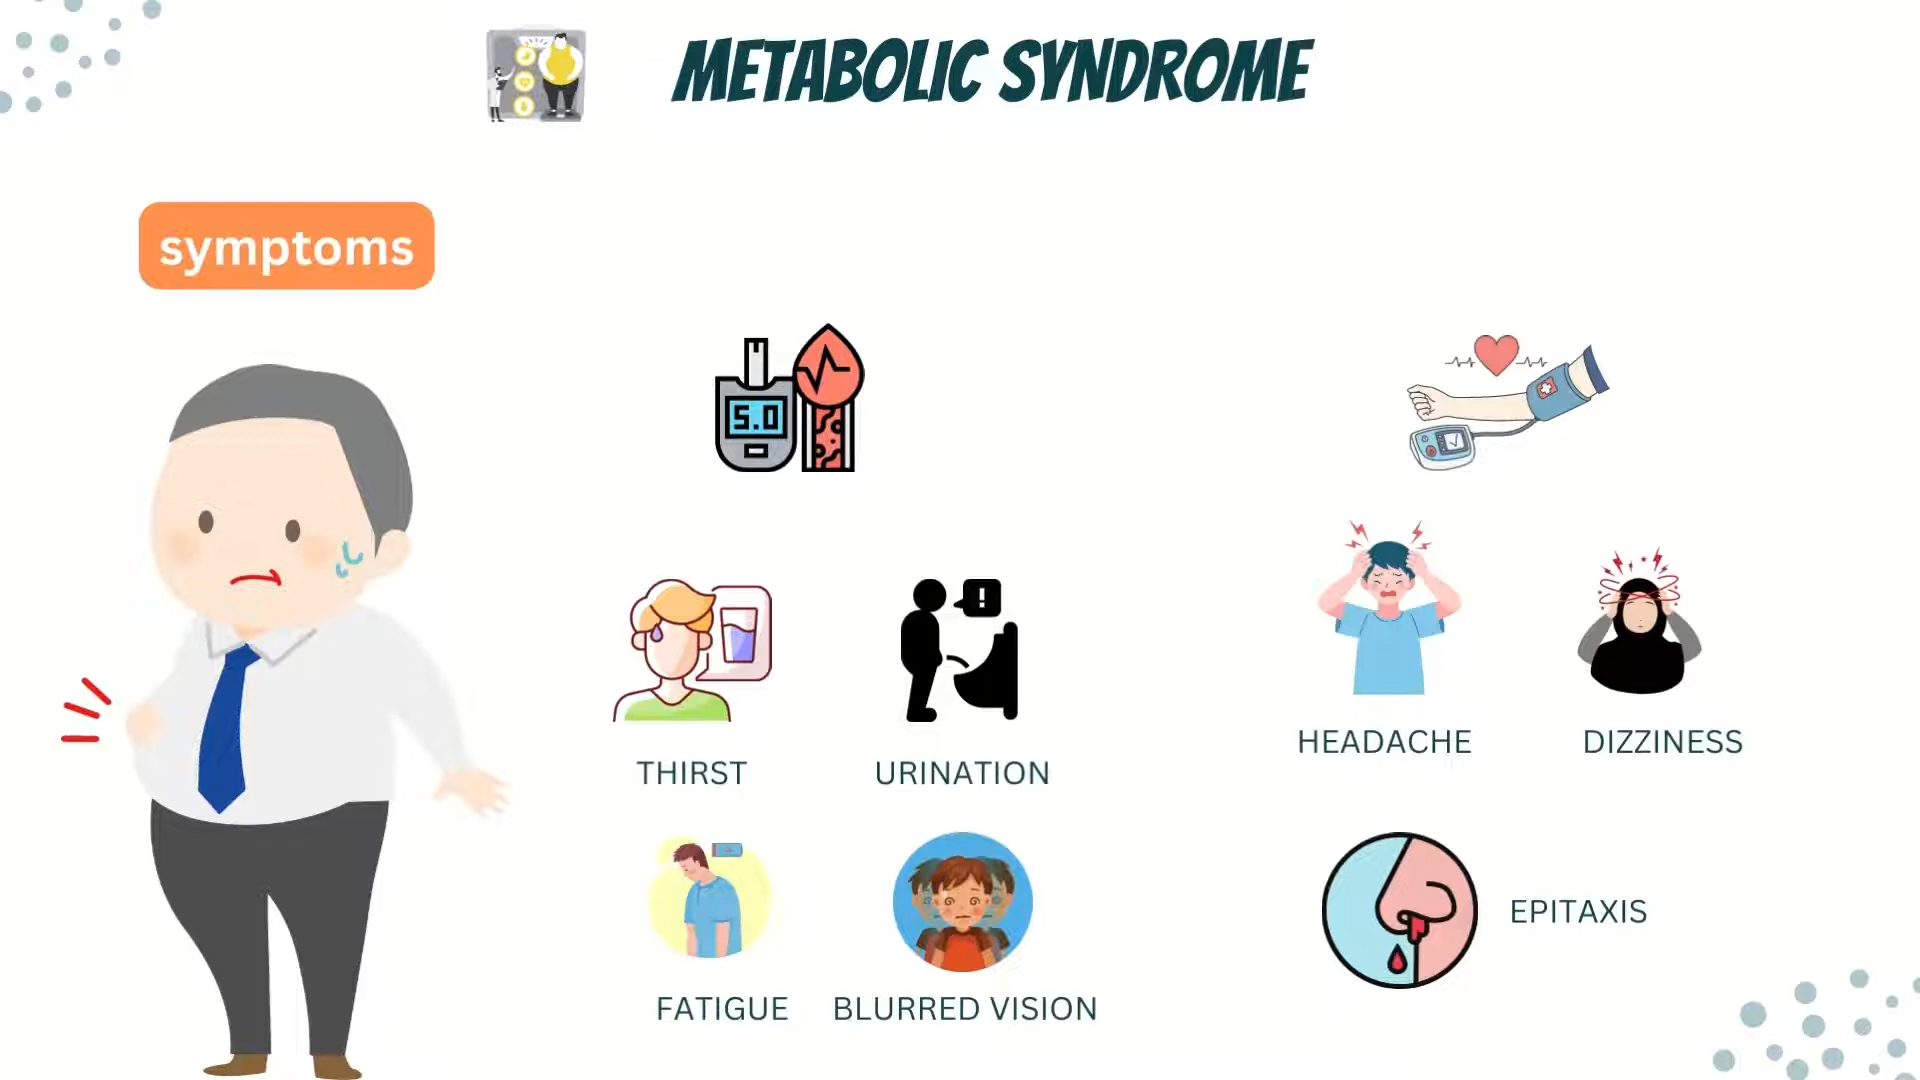 METABOLIC SYNDROME
symptoms
5.0
!
THIRST
URINATION
HEADACHE
DIZZINESS
FATIGUE
BLURRED VISION
EPITAXIS